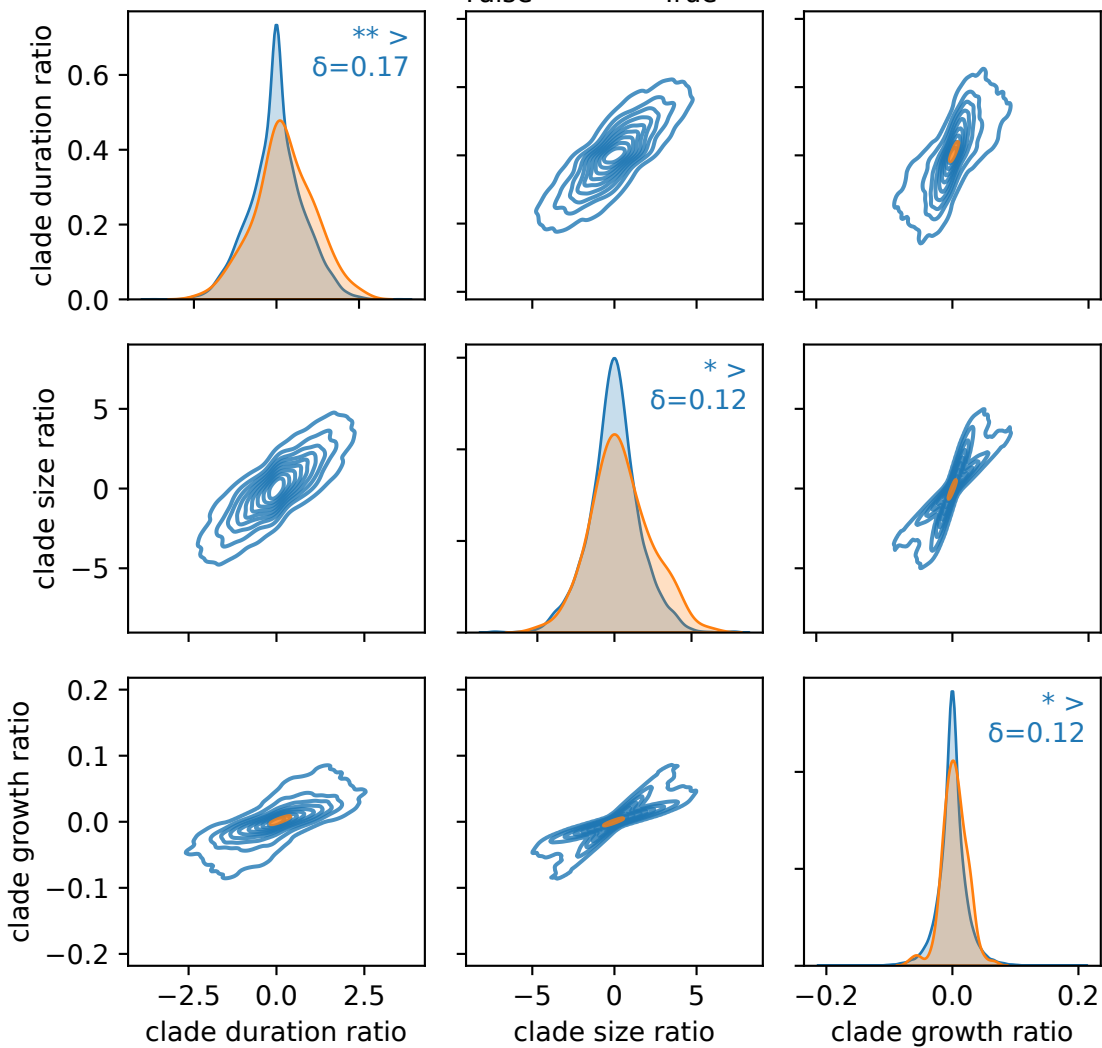 False True
clade duration ratio
0.6
0.4
0.2
0.0
** >
δ=0.17
clade size ratio
5
0
−5
* >
δ=0.12
clade growth ratio
0.2
0.1
0.0
−0.1
−0.2
* >
δ=0.12
−2.5 0.0 2.5
−5 0 5
−0.2 0.0 0.2
clade duration ratio
clade size ratio
clade growth ratio